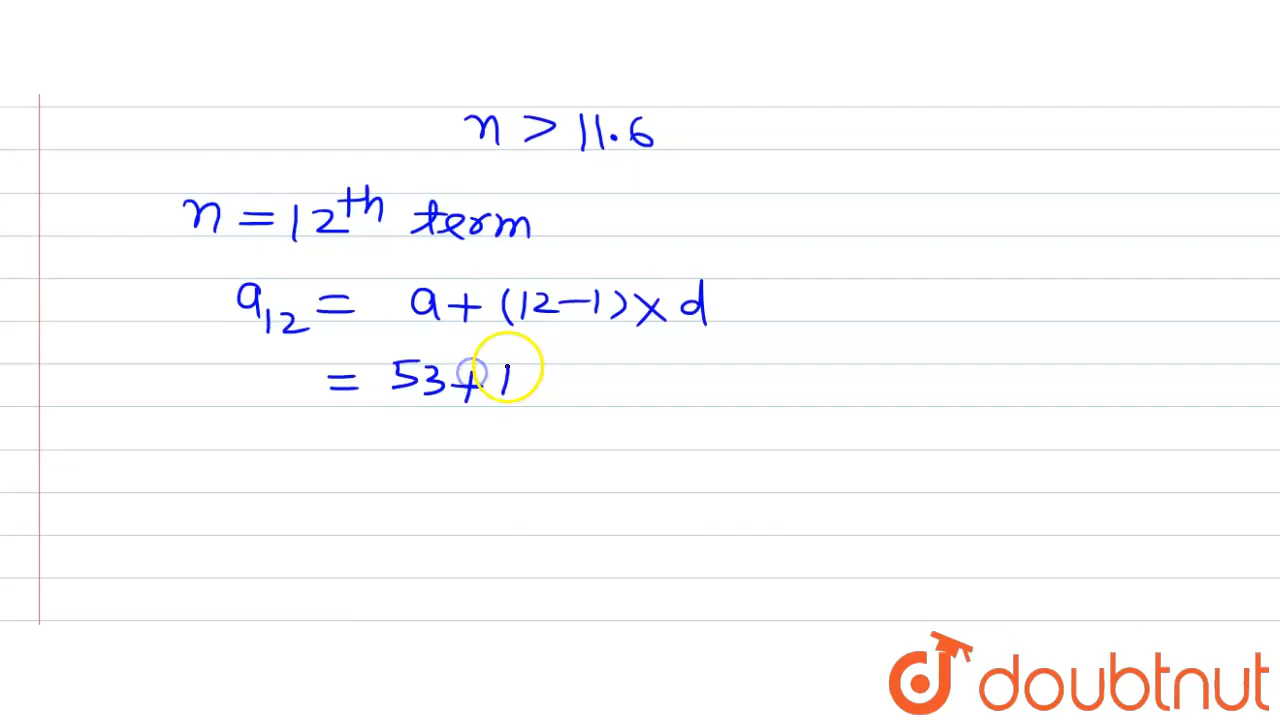 n > 11.6
n = 12th term
a12 = a + (12 - 1) × d
= 53 + 1
doubtnut